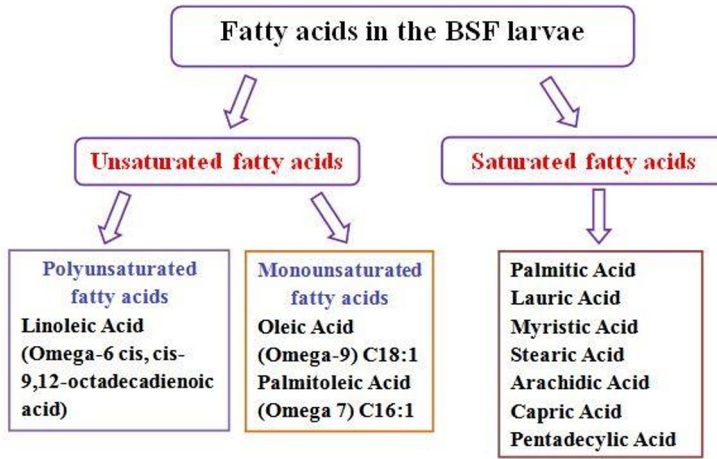 Fatty acids in the BSF larvae
Unsaturated fatty acids
Saturated fatty acids
Polyunsaturated
fatty acids
Linoleic Acid
(Omega-6 cis, cis-
9,12-octadecadienoic
acid)
Monounsaturated
fatty acids
Oleic Acid
(Omega-9) C18:1
Palmitoleic Acid
(Omega 7) C16:1
Palmitic Acid
Lauric Acid
Myristic Acid
Stearic Acid
Arachidic Acid
Capric Acid
Pentadecylic Acid